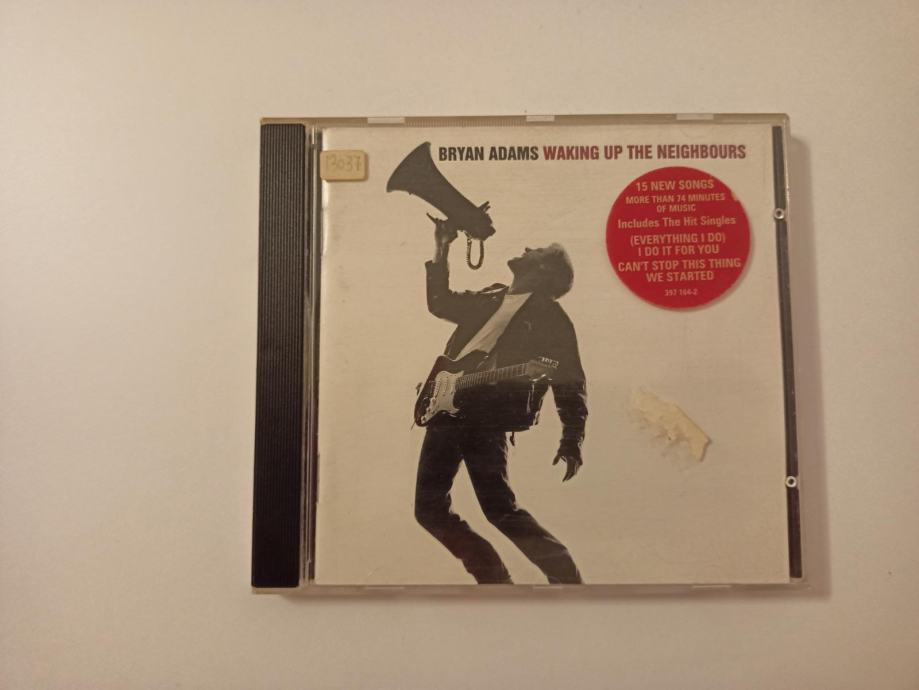 13037
BRYAN ADAMS WAKING UP THE NEIGHBOURS
15 NEW SONGS
MORE THAN 74 MINUTES
OF MUSIC
Includes The Hit Singles
(EVERYTHING I DO)
I DO IT FOR YOU
CAN'T STOP THIS THING
WE STARTED
397 164-2